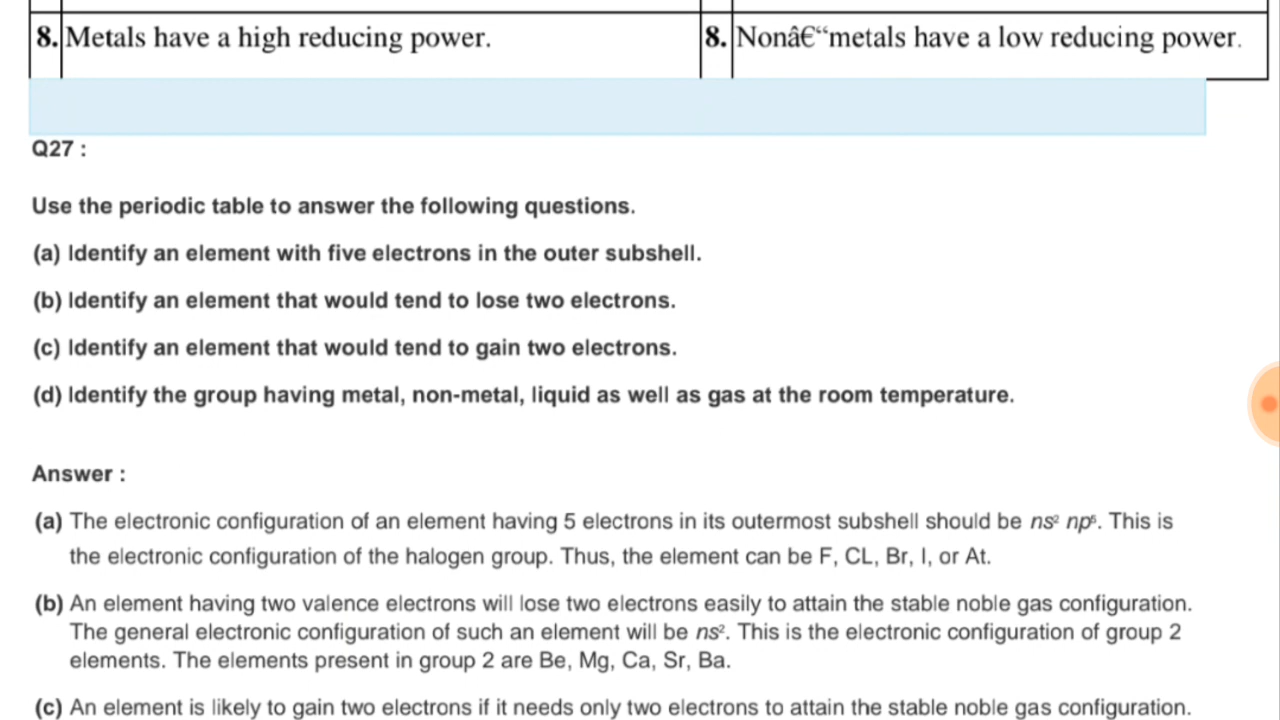 8. Metals have a high reducing power. 8. Nonâ€“metals have a low reducing power.
Q27 :
Use the periodic table to answer the following questions.
(a) Identify an element with five electrons in the outer subshell.
(b) Identify an element that would tend to lose two electrons.
(c) Identify an element that would tend to gain two electrons.
(d) Identify the group having metal, non-metal, liquid as well as gas at the room temperature.
Answer :
(a) The electronic configuration of an element having 5 electrons in its outermost subshell should be ns² np⁵. This is
the electronic configuration of the halogen group. Thus, the element can be F, CL, Br, I, or At.
(b) An element having two valence electrons will lose two electrons easily to attain the stable noble gas configuration.
The general electronic configuration of such an element will be ns². This is the electronic configuration of group 2
elements. The elements present in group 2 are Be, Mg, Ca, Sr, Ba.
(c) An element is likely to gain two electrons if it needs only two electrons to attain the stable noble gas configuration.